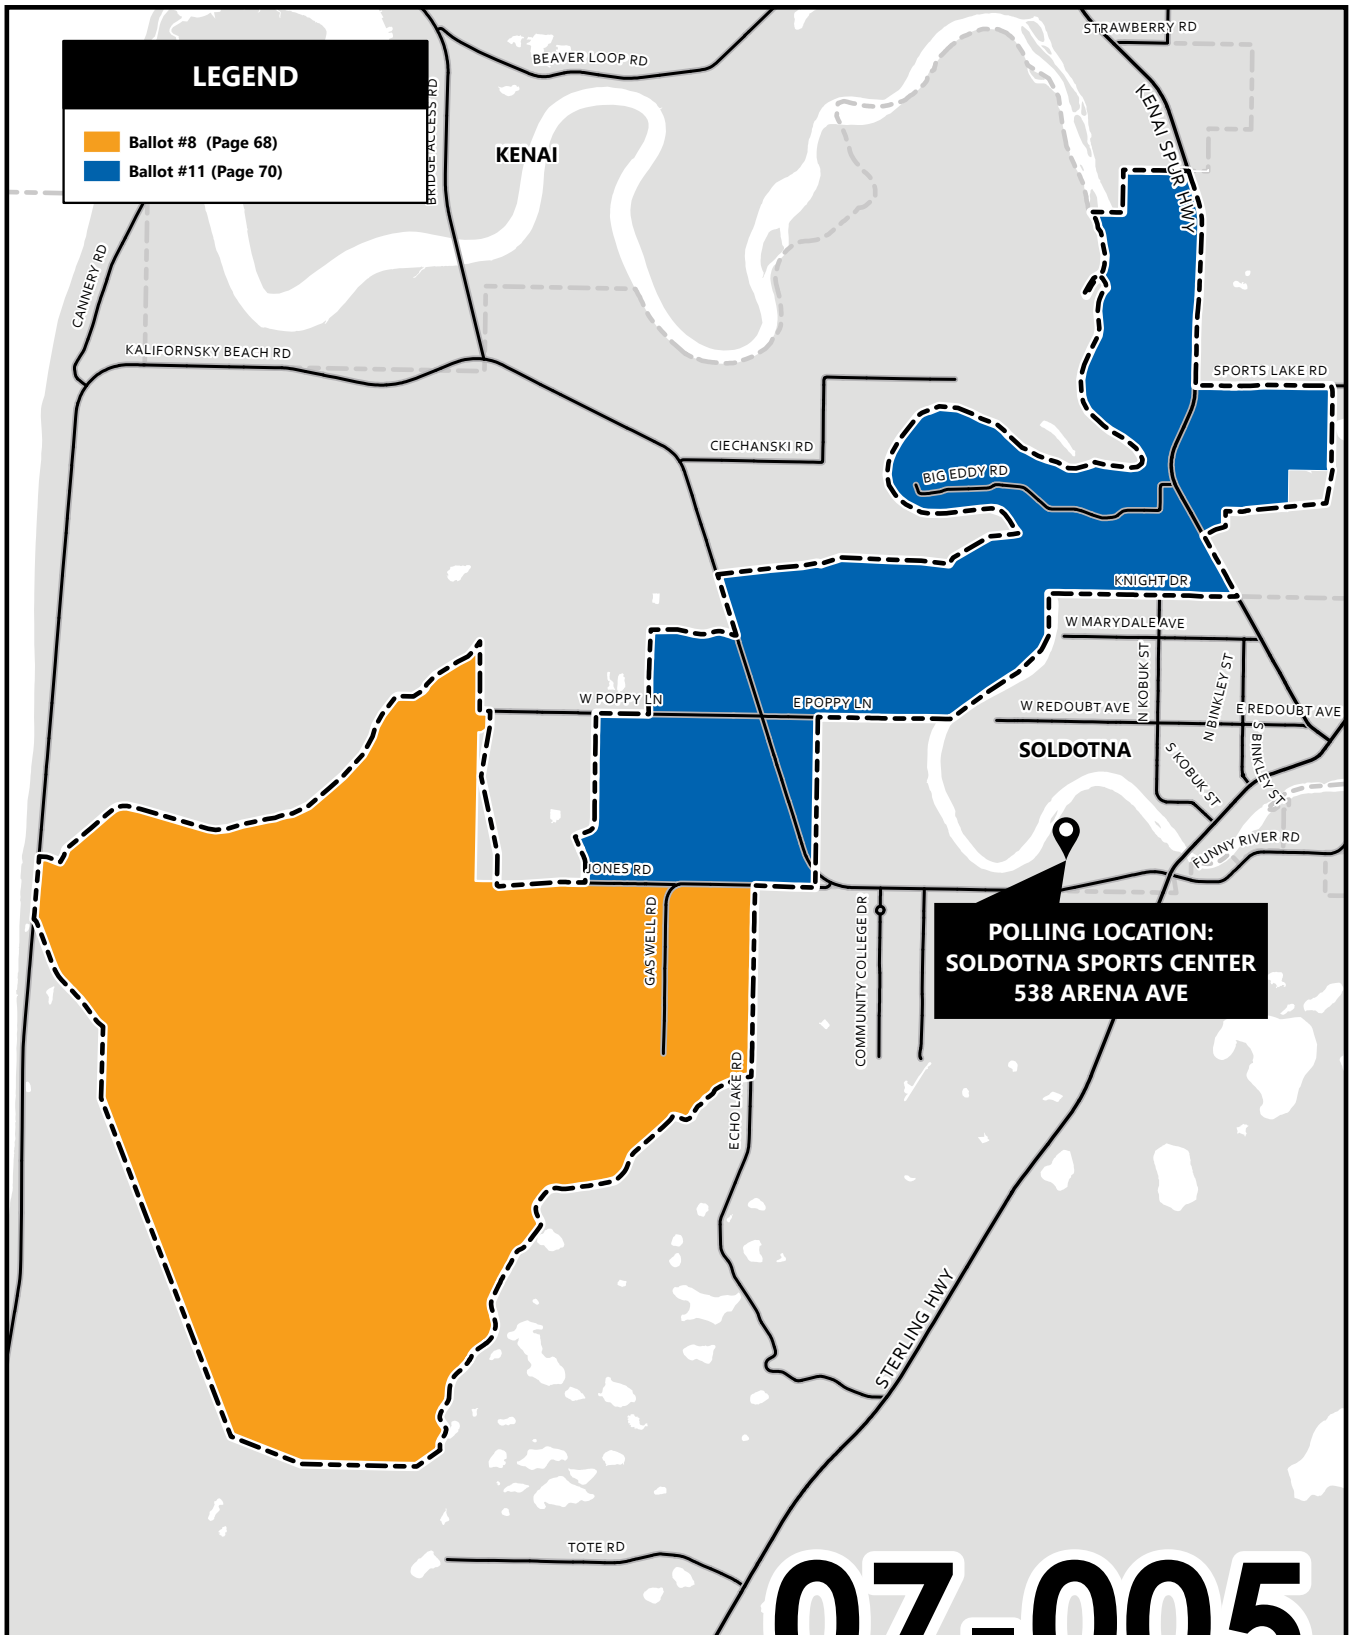 STRAWBERRY RD
BEAVER LOOP RD
LEGEND
Ballot #8 (Page 68)
Ballot #11 (Page 70)
BRIDGE ACCESS RD
KENAI
KENAI SPUR HWY
CANNERY RD
KALIFORNSKY BEACH RD
SPORTS LAKE RD
CIECHANSKI RD
BIG EDDY RD
KNIGHT DR
W MARYDALE AVE
N KOBUK ST
N BINKLEY ST
W POPPY LN
E POPPY LN
W REDOUBT AVE
E REDOUBT AVE
SOLDOTNA
S KOBUK ST
S BINKLEY ST
FUNNY RIVER RD
JONES RD
GAS WELL RD
COMMUNITY COLLEGE DR
POLLING LOCATION:
SOLDOTNA SPORTS CENTER
538 ARENA AVE
ECHO LAKE RD
STERLING HWY
TOTE RD
07-005